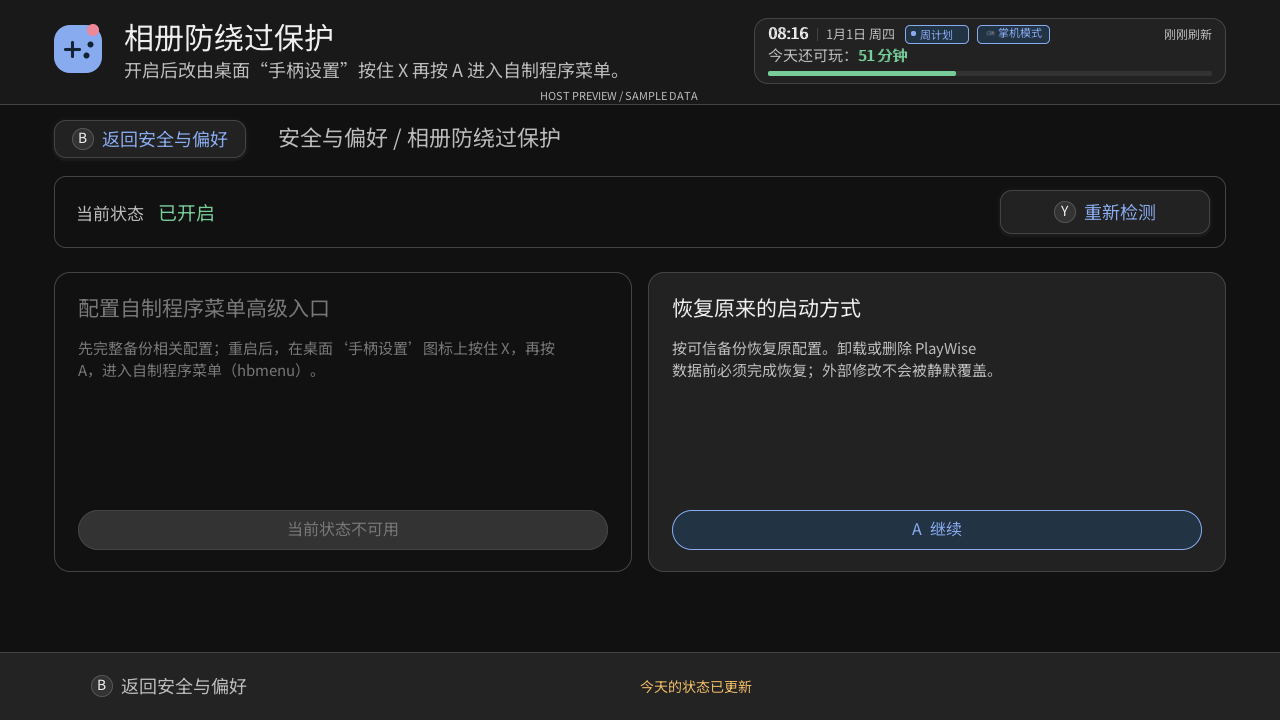 相册防绕过保护
开启后改由桌面“手柄设置”按住 X 再按 A 进入自制程序菜单。
08:16 1月1日 周四 周计划 掌机模式 刚刚刷新
今天还可玩：51 分钟
HOST PREVIEW / SAMPLE DATA
B 返回安全与偏好 安全与偏好 / 相册防绕过保护
当前状态 已开启 Y 重新检测
配置自制程序菜单高级入口
先完整备份相关配置；重启后，在桌面‘手柄设置’图标上按住 X，再按
A，进入自制程序菜单（hbmenu）。
当前状态不可用
恢复原来的启动方式
按可信备份恢复原配置。卸载或删除 PlayWise
数据前必须完成恢复；外部修改不会被静默覆盖。
A 继续
B 返回安全与偏好 今天的状态已更新